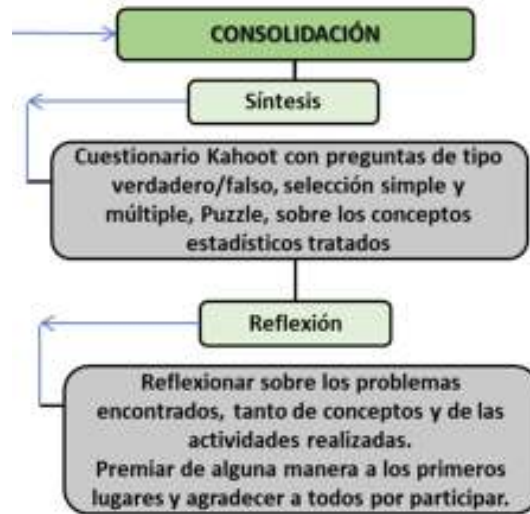 CONSOLIDACIÓN
Síntesis
Cuestionario Kahoot con preguntas de tipo
verdadero/falso, selección simple y
múltiple, Puzzle, sobre los conceptos
estadísticos tratados
Reflexión
Reflexionar sobre los problemas
encontrados, tanto de conceptos y de las
actividades realizadas.
Premiar de alguna manera a los primeros
lugares y agradecer a todos por participar.